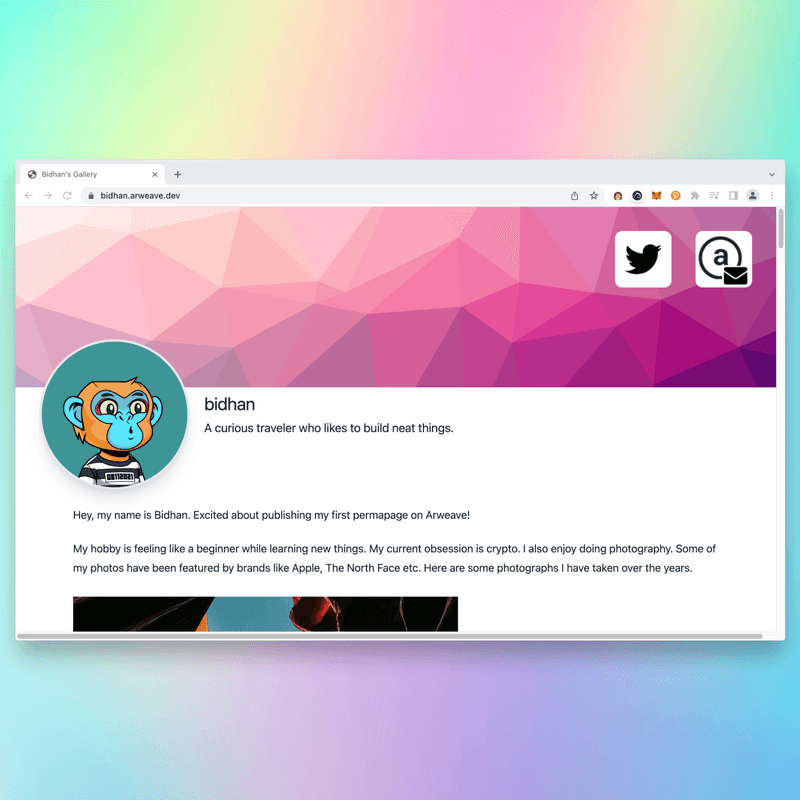 Bidhan's Gallery
bidhan.arweave.dev
a
bidhan
A curious traveler who likes to build neat things.
08112021
Hey, my name is Bidhan. Excited about publishing my first permapage on Arweave!
My hobby is feeling like a beginner while learning new things. My current obsession is crypto. I also enjoy doing photography. Some of
my photos have been featured by brands like Apple, The North Face etc. Here are some photographs I have taken over the years.